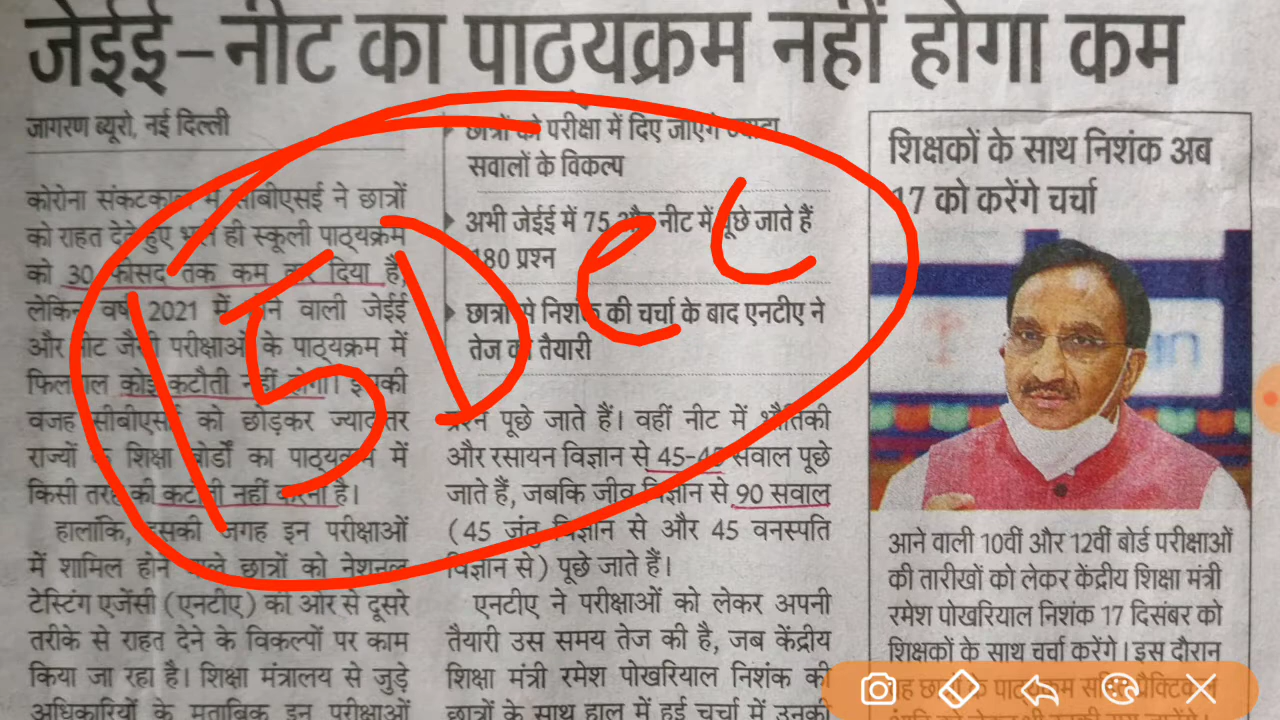 जेईई-नीट का पाठ्यक्रम नहीं होगा कम
जागरण ब्यूरो, नई दिल्ली
कोरोना संकटकाल में सीबीएसई ने छात्रों
को राहत देते हुए भले ही स्कूली पाठ्यक्रम
को 30 फीसद तक कम कर दिया है,
लेकिन वर्ष 2021 में वाली जेईई
और नीट जैसी परीक्षाओं के पाठ्यक्रम में
फिलहाल कोई कटौती नहीं होगी। इसकी
वजह सीबीएसई को छोड़कर ज्यादातर
राज्यों के शिक्षा बोर्डों का पाठ्यक्रम में
किसी तरह की कटौती नहीं करना है।
हालांकि, इसकी जगह इन परीक्षाओं
में शामिल होने वाले छात्रों को नेशनल
टेस्टिंग एजेंसी (एनटीए) की ओर से दूसरे
तरीके से राहत देने के विकल्पों पर काम
किया जा रहा है। शिक्षा मंत्रालय से जुड़े
अधिकारियों के मुताबिक इन परीक्षाओं
छात्रों को परीक्षा में दिए जाएंगे ज्यादा
सवालों के विकल्प
अभी जेईई में 75 और नीट में पूछे जाते हैं
180 प्रश्न
छात्रों से निशंक की चर्चा के बाद एनटीए ने
तेज की तैयारी
15 Dec
प्रश्न पूछे जाते हैं। वहीं नीट में भौतिकी
और रसायन विज्ञान से 45-45 सवाल पूछे
जाते हैं, जबकि जीव विज्ञान से 90 सवाल
(45 जंतु विज्ञान से और 45 वनस्पति
विज्ञान से) पूछे जाते हैं।
एनटीए ने परीक्षाओं को लेकर अपनी
तैयारी उस समय तेज की है, जब केंद्रीय
शिक्षा मंत्री रमेश पोखरियाल निशंक की
छात्रों के साथ हाल में हुई चर्चा में उनकी
शिक्षकों के साथ निशंक अब
17 को करेंगे चर्चा
आने वाली 10वीं और 12वीं बोर्ड परीक्षाओं
की तारीखों को लेकर केंद्रीय शिक्षा मंत्री
रमेश पोखरियाल निशंक 17 दिसंबर को
शिक्षकों के साथ चर्चा करेंगे। इस दौरान